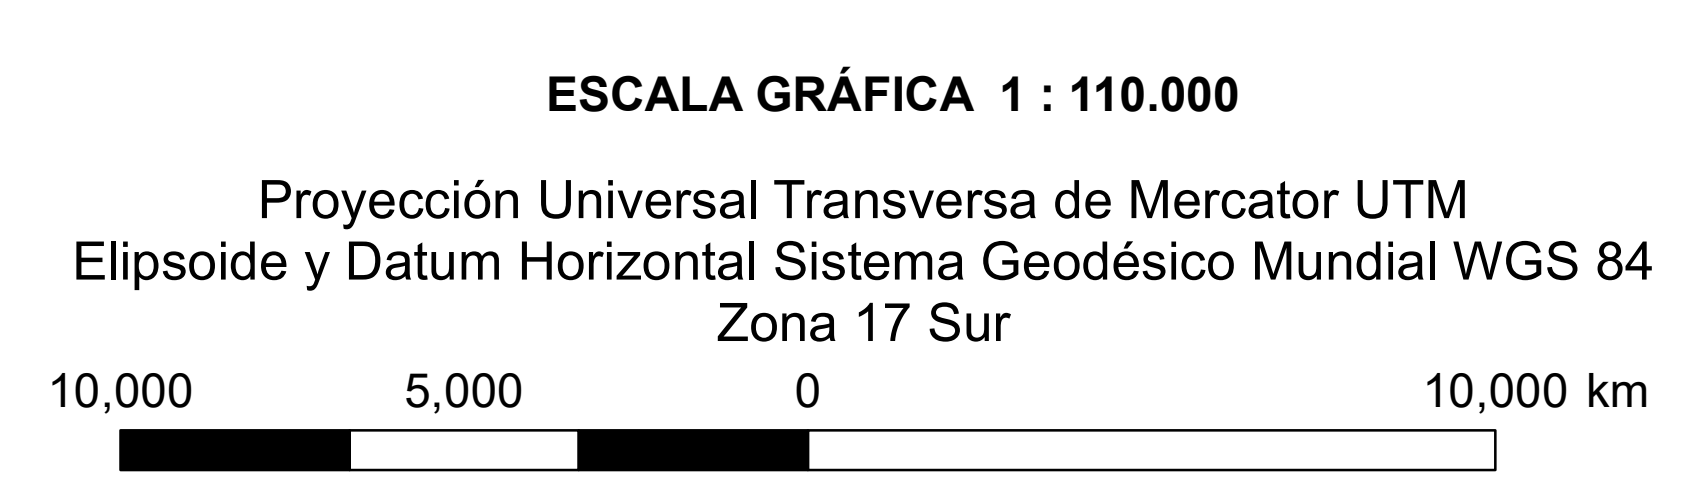 ESCALA GRÁFICA 1 : 110.000
Proyección Universal Transversa de Mercator UTM
Elipsoide y Datum Horizontal Sistema Geodésico Mundial WGS 84
Zona 17 Sur
10,000 5,000 0 10,000 km